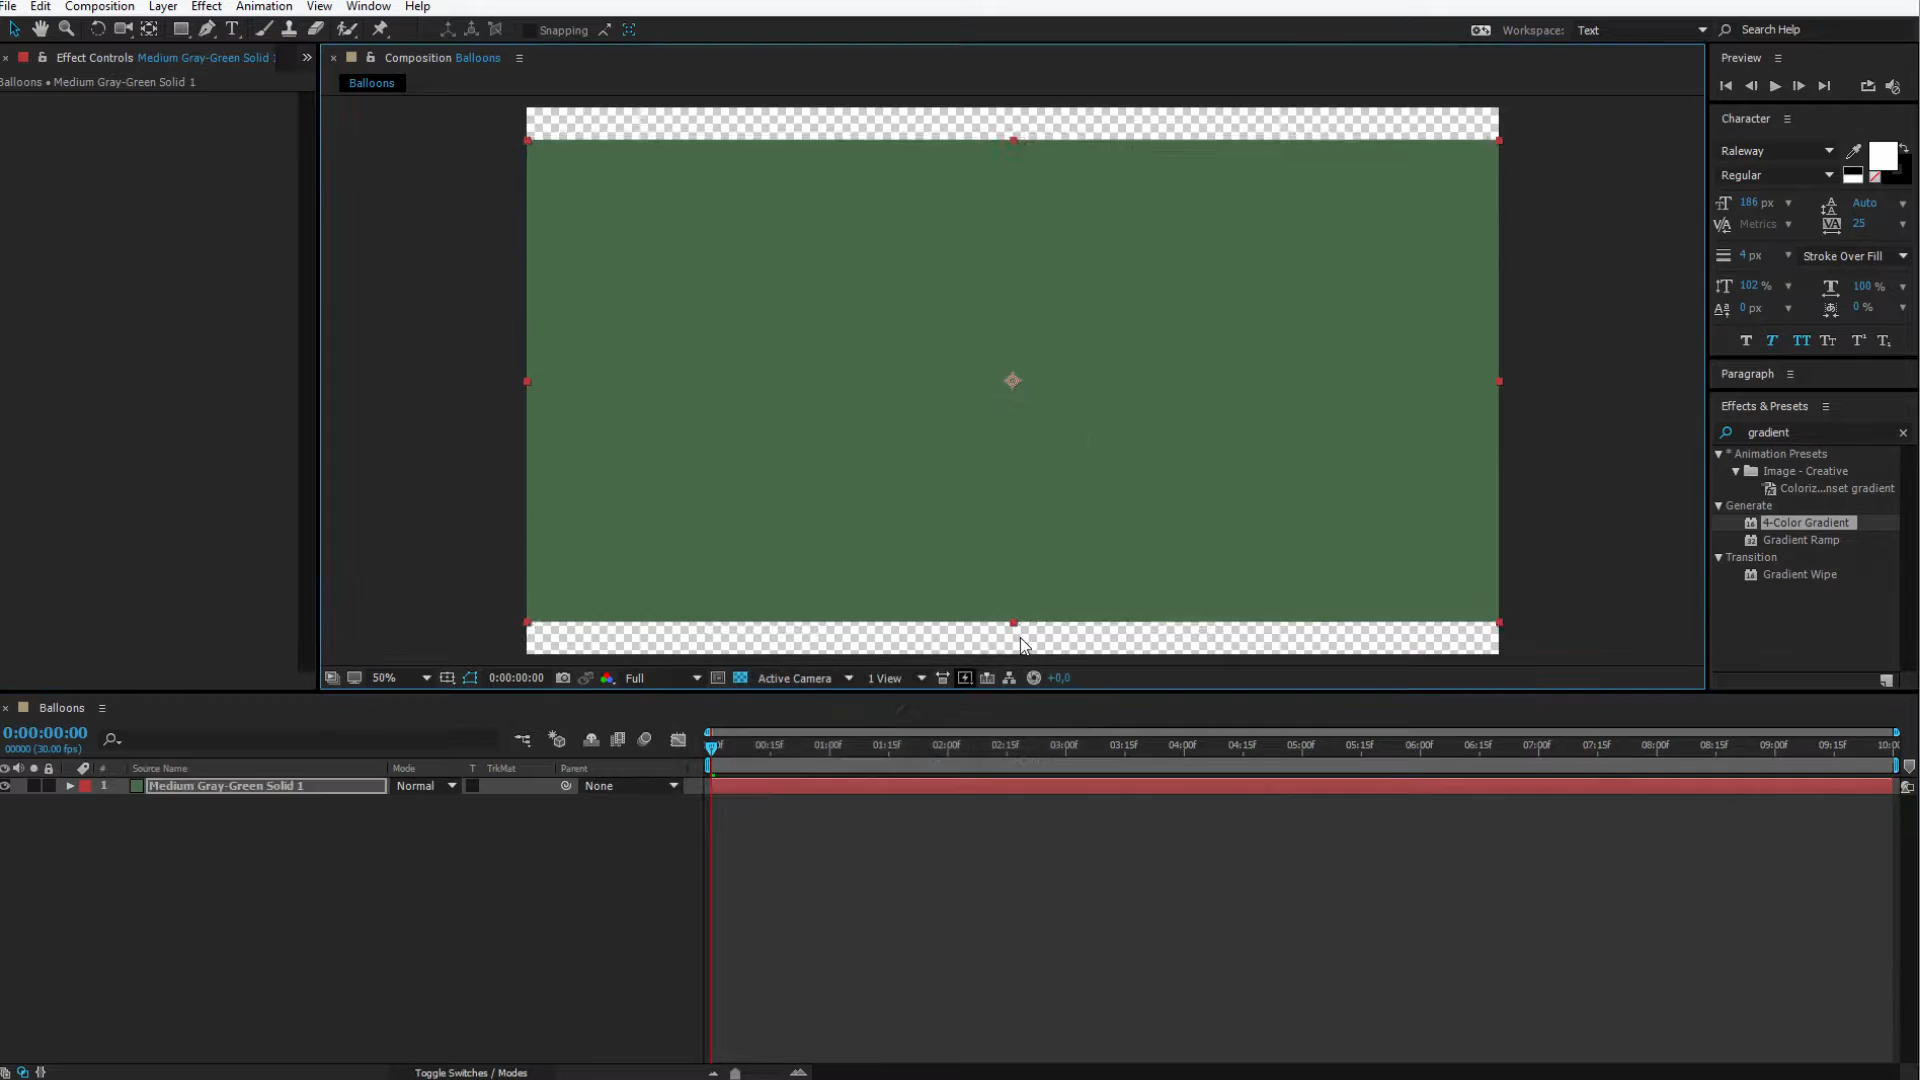 File Edit Composition Layer Effect Animation View Window Help
Snapping
Workspace: Text
Search Help
Effect Controls Medium Gray-Green Solid 1
Balloons • Medium Gray-Green Solid 1
Composition Balloons
Balloons
Preview
Character
Raleway
Regular
186 px Auto
Metrics 25
4 px Stroke Over Fill
102 % 100 %
0 px 0 %
Paragraph
Effects & Presets
gradient
* Animation Presets
Image - Creative
Coloriz...nset gradient
Generate
4-Color Gradient
Gradient Ramp
Transition
Gradient Wipe
50% 0:00:00:00 Full Active Camera 1 View +0,0
Balloons
0:00:00:00
00000 (30.00 fps)
00:15f 01:00f 01:15f 02:00f 02:15f 03:00f 03:15f 04:00f 04:15f 05:00f 05:15f 06:00f 06:15f 07:00f 07:15f 08:00f 08:15f 09:00f 09:15f 10:00
# Source Name Mode T TrkMat Parent
1 Medium Gray-Green Solid 1 Normal None
Toggle Switches / Modes